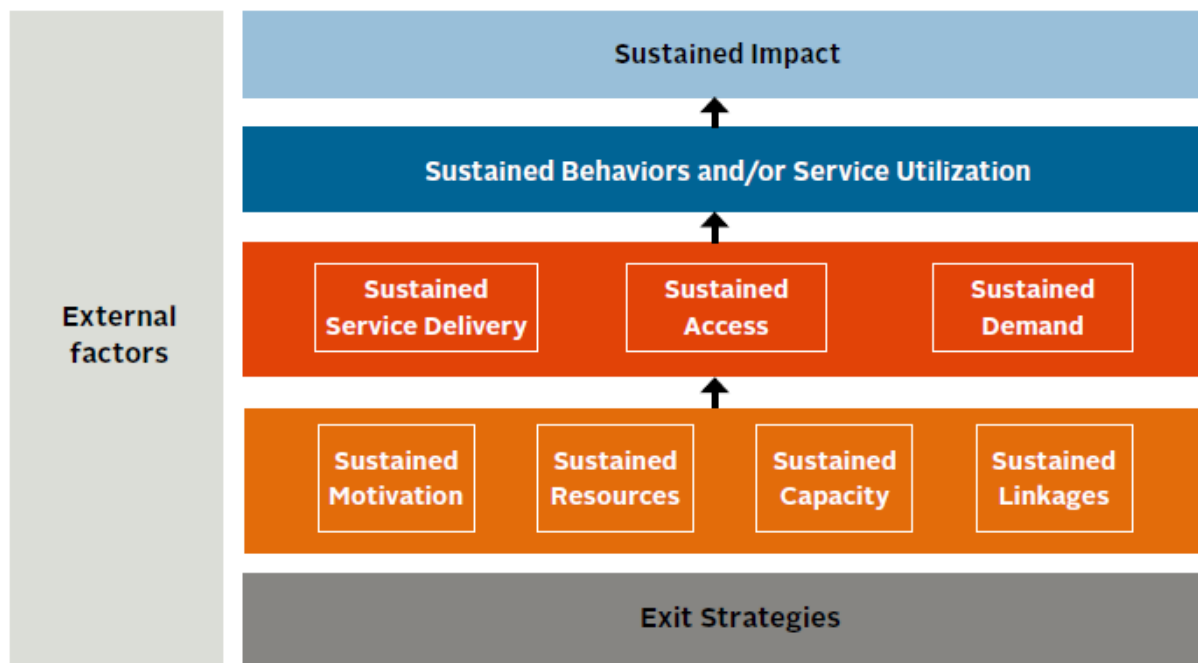 Sustained Impact
Sustained Behaviors and/or Service Utilization
External
factors
Sustained
Service Delivery
Sustained
Access
Sustained
Demand
Sustained
Motivation
Sustained
Resources
Sustained
Capacity
Sustained
Linkages
Exit Strategies